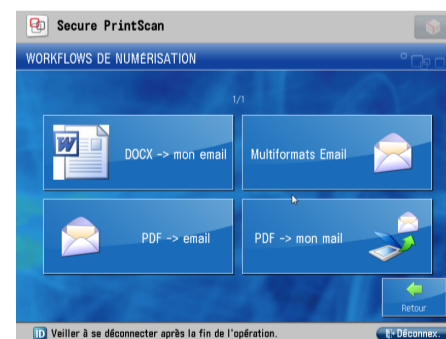 Secure PrintScan
WORKFLOWS DE NUMÉRISATION
1/1
W
DOCX -> mon email
Multiformats Email
PDF -> email
PDF -> mon mail
Retour
ID Veiller à se déconnecter après la fin de l'opération.
Déconnex.